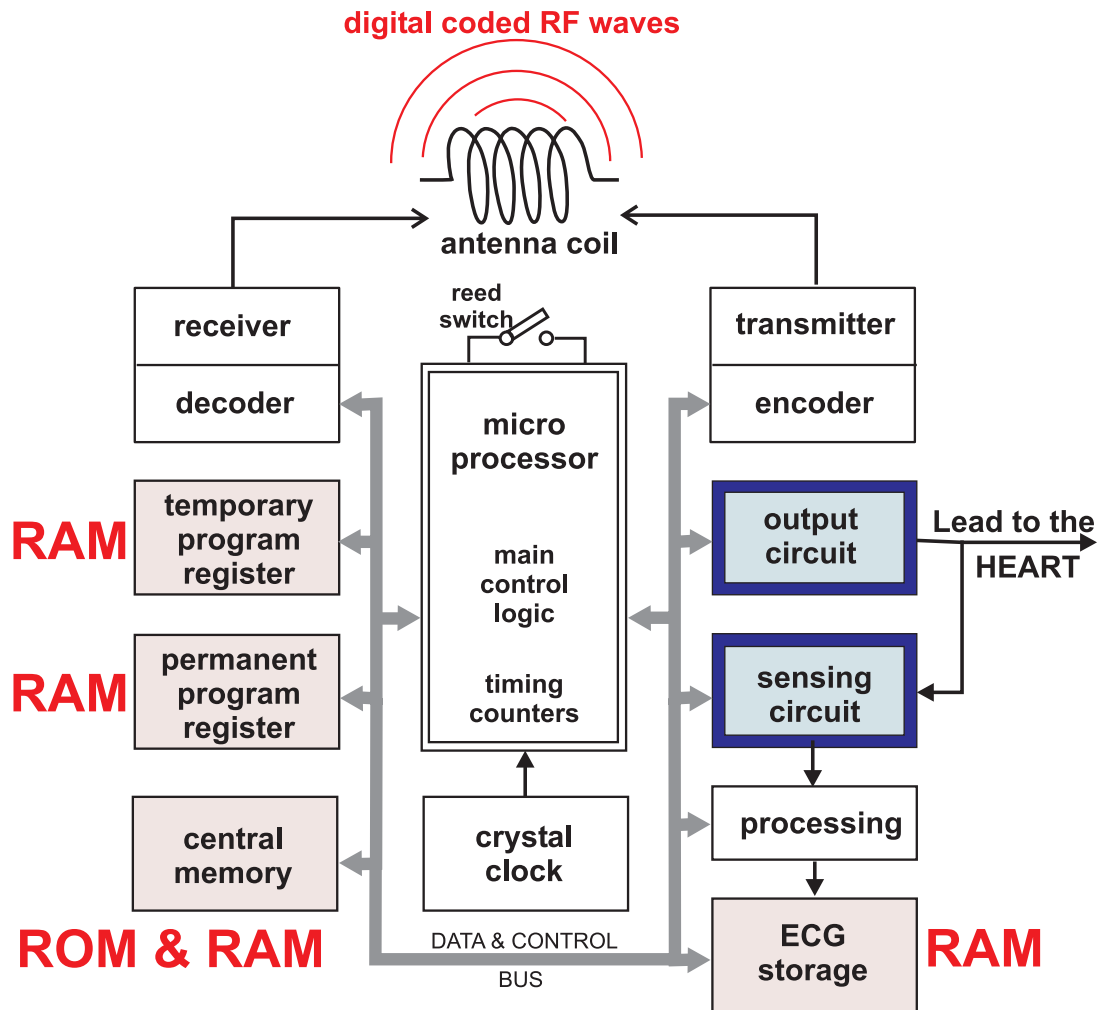 digital coded RF waves
antenna coil
reed
switch
receiver
decoder
transmitter
encoder
micro
processor
main
control
logic
timing
counters
RAM
temporary
program
register
RAM
permanent
program
register
central
memory
ROM & RAM
crystal
clock
DATA & CONTROL
BUS
output
circuit
Lead to the
HEART
sensing
circuit
processing
ECG
storage
RAM